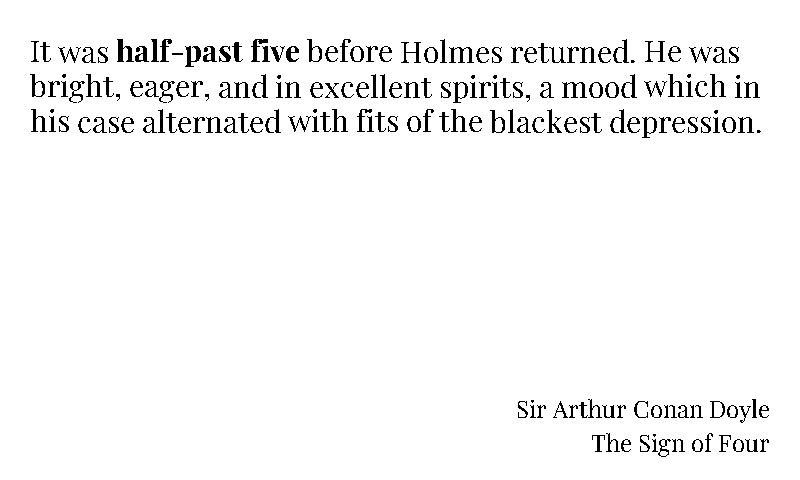 It was half-past five before Holmes returned. He was
bright, eager, and in excellent spirits, a mood which in
his case alternated with fits of the blackest depression.
Sir Arthur Conan Doyle
The Sign of Four